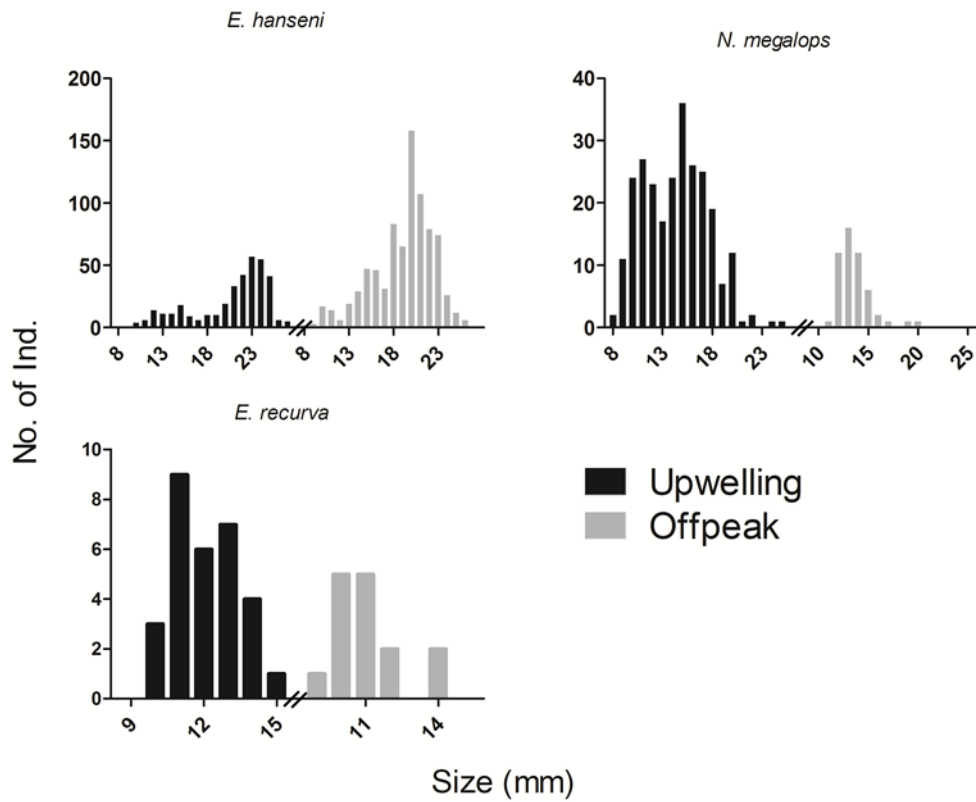 E. hanseni
N. megalops
200
150
100
50
0
8 13 18 23 8 13 18 23
40
30
20
10
0
8 13 18 23 10 15 20 25
No. of Ind.
E. recurva
10
8
6
4
2
0
9 12 15 11 14
Upwelling
Offpeak
Size (mm)